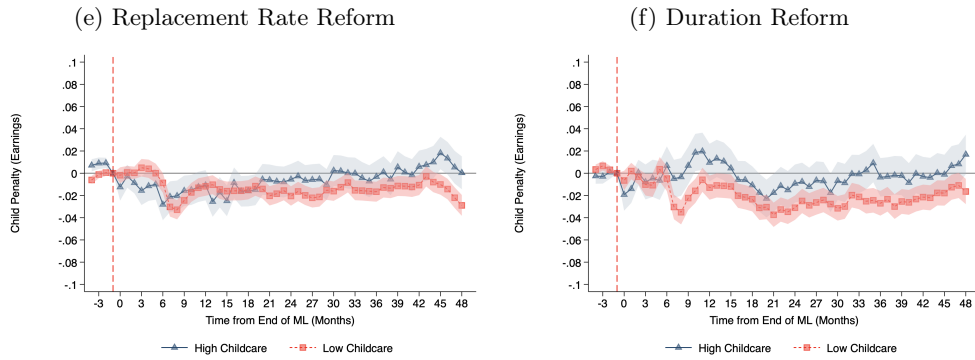 (e) Replacement Rate Reform
.1
.08
.06
.04
.02
0
-.02
-.04
-.06
-.08
-.1
Child Penalty (Earnings)
-3 0 3 6 9 12 15 18 21 24 27 30 33 36 39 42 45 48
Time from End of ML (Months)
High Childcare Low Childcare
(f) Duration Reform
.1
.08
.06
.04
.02
0
-.02
-.04
-.06
-.08
-.1
Child Penalty (Earnings)
-3 0 3 6 9 12 15 18 21 24 27 30 33 36 39 42 45 48
Time from End of ML (Months)
High Childcare Low Childcare